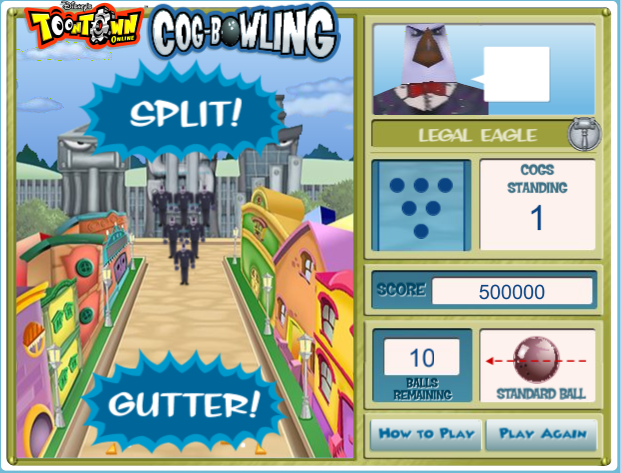 Disney's
TOONTOWN
ONLINE
COG-BOWLING
SPLIT!
GUTTER!
LEGAL EAGLE
COGS
STANDING
1
SCORE 500000
10
BALLS
REMAINING
STANDARD BALL
HOW TO PLAY
PLAY AGAIN